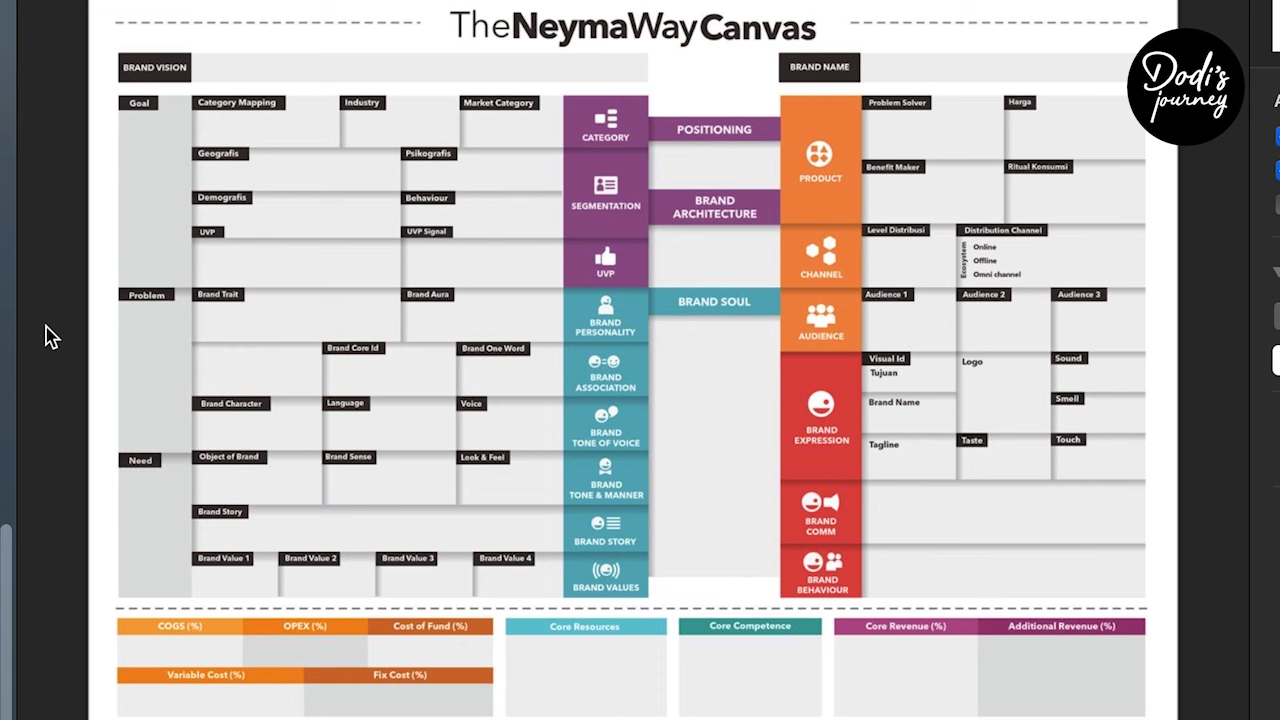 TheNeymaWayCanvas
BRAND VISION
BRAND NAME
Dodi's
journey
Goal
Category Mapping
Industry
Market Category
CATEGORY
Geografis
Psikografis
Demografis
Behaviour
SEGMENTATION
UVP
UVP Signal
UVP
Problem
Brand Trait
Brand Aura
BRAND
PERSONALITY
Brand Core Id
Brand One Word
BRAND
ASSOCIATION
Brand Character
Language
Voice
BRAND
TONE OF VOICE
Need
Object of Brand
Brand Sense
Look & Feel
BRAND
TONE & MANNER
Brand Story
BRAND STORY
Brand Value 1
Brand Value 2
Brand Value 3
Brand Value 4
BRAND VALUES
POSITIONING
BRAND
ARCHITECTURE
BRAND SOUL
PRODUCT
Problem Solver
Harga
Benefit Maker
Ritual Konsumsi
CHANNEL
Level Distribusi
Distribution Channel
Ecosystem
Online
Offline
Omni channel
AUDIENCE
Audience 1
Audience 2
Audience 3
BRAND
EXPRESSION
Visual Id
Tujuan
Logo
Sound
Brand Name
Smell
Tagline
Taste
Touch
BRAND
COMM
BRAND
BEHAVIOUR
COGS (%)
OPEX (%)
Cost of Fund (%)
Variable Cost (%)
Fix Cost (%)
Core Resources
Core Competence
Core Revenue (%)
Additional Revenue (%)